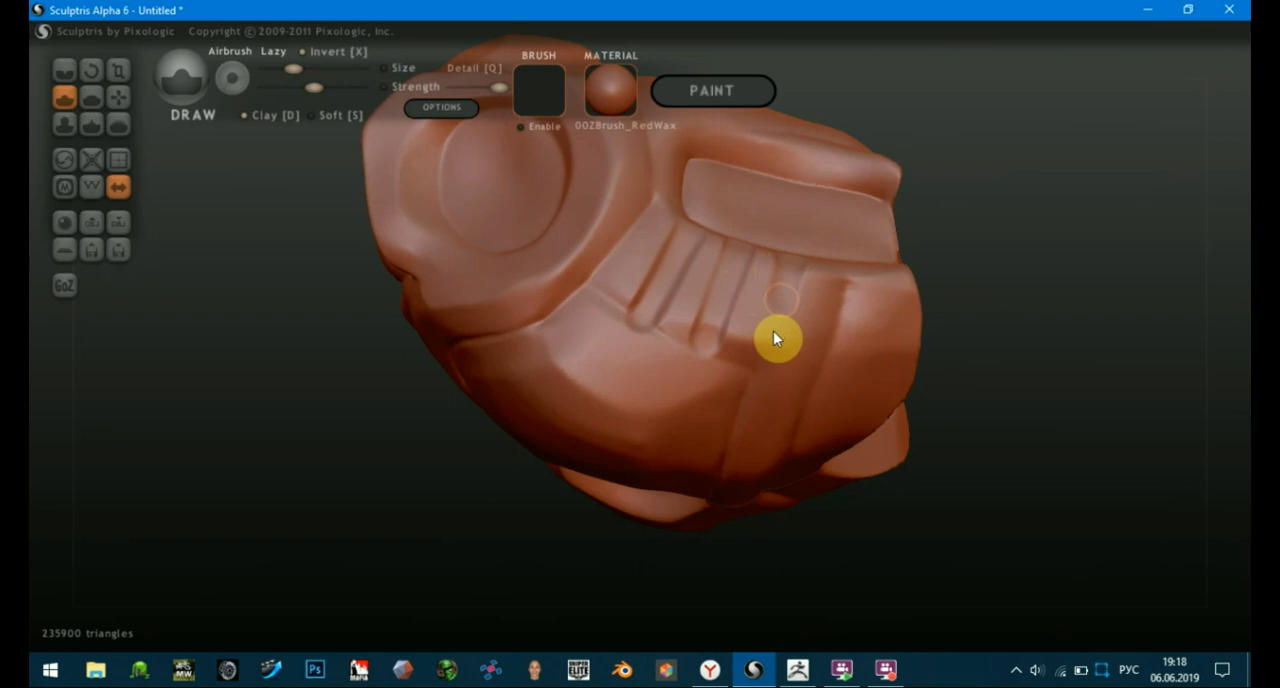 Sculptris Alpha 6 - Untitled *
Sculptris by Pixologic Copyright © 2009-2011 Pixologic, Inc.
Airbrush Lazy Invert [X]
Size Detail [Q]
Strength
OPTIONS
DRAW Clay [D] Soft [S]
BRUSH
Enable
MATERIAL
00ZBrush_RedWax
PAINT
GoZ
235900 triangles
Ps
РУС
19:18
06.06.2019